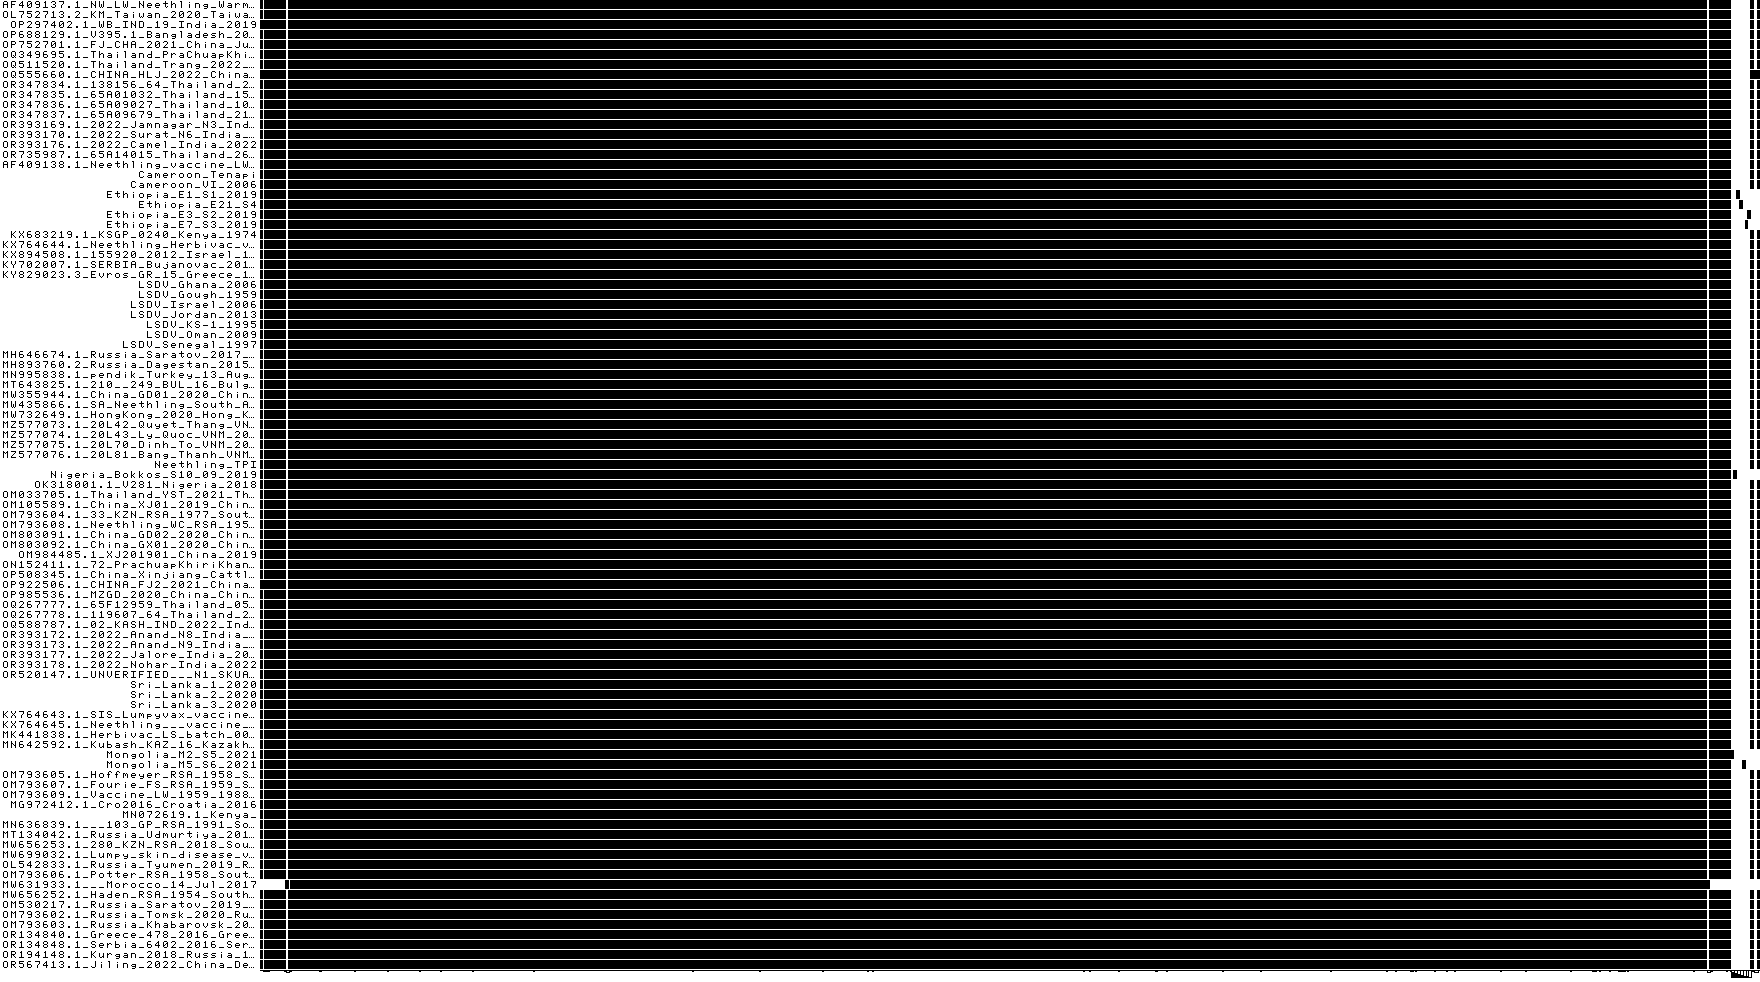 AF409137.1_NW_LW_Neethling_Warm…
OL752713.2_KM_Taiwan_2020_Taiwa…
OP297402.1_WB_IND_19_India_2019
OP688129.1_V395.1_Bangladesh_20…
OP752701.1_FJ_CHA_2021_China_Ju…
OQ349695.1_Thailand_PraChuapKhi…
OQ511520.1_Thailand_Trang_2022_…
OQ555660.1_CHINA_HLJ_2022_China…
OR347834.1_138156_64_Thailand_2…
OR347835.1_65A01032_Thailand_15…
OR347836.1_65A09027_Thailand_10…
OR347837.1_65A09679_Thailand_21…
OR393169.1_2022_Jamnagar_N3_Ind…
OR393170.1_2022_Surat_N6_India_…
OR393176.1_2022_Camel_India_2022
OR735987.1_65A14015_Thailand_26…
AF409138.1_Neethling_vaccine_LW…
Cameroon_Tenapi
Cameroon_VI_2006
Ethiopia_E1_S1_2019
Ethiopia_E21_S4
Ethiopia_E3_S2_2019
Ethiopia_E7_S3_2019
KX683219.1_KSGP_0240_Kenya_1974
KX764644.1_Neethling_Herbivac_v…
KX894508.1_155920_2012_Israel_1…
KY702007.1_SERBIA_Bujanovac_201…
KY829023.3_Evros_GR_15_Greece_1…
LSDV_Ghana_2006
LSDV_Gough_1959
LSDV_Israel_2006
LSDV_Jordan_2013
LSDV_KS-1_1995
LSDV_Oman_2009
LSDV_Senegal_1997
MH646674.1_Russia_Saratov_2017_…
MH893760.2_Russia_Dagestan_2015…
MN995838.1_pendik_Turkey_13_Aug…
MT643825.1_210__249_BUL_16_Bulg…
MW355944.1_China_GD01_2020_Chin…
MW435866.1_SA_Neethling_South_A…
MW732649.1_HongKong_2020_Hong_K…
MZ577073.1_20L42_Quyet_Thang_VN…
MZ577074.1_20L43_Ly_Quoc_VNM_20…
MZ577075.1_20L70_Dinh_To_VNM_20…
MZ577076.1_20L81_Bang_Thanh_VNM…
Neethling_TPI
Nigeria_Bokkos_S10_09_2019
OK318001.1_V281_Nigeria_2018
OM033705.1_Thailand_YST_2021_Th…
OM105589.1_China_XJ01_2019_Chin…
OM793604.1_33_KZN_RSA_1977_Sout…
OM793608.1_Neethling_WC_RSA_195…
OM803091.1_China_GD02_2020_Chin…
OM803092.1_China_GX01_2020_Chin…
OM984485.1_XJ201901_China_2019
ON152411.1_72_PrachuapKhiriKhan…
OP508345.1_China_Xinjiang_Cattl…
OP922506.1_CHINA_FJ2_2021_China…
OP985536.1_MZGD_2020_China_Chin…
OQ267777.1_65F12959_Thailand_05…
OQ267778.1_119607_64_Thailand_2…
OQ588787.1_02_KASH_IND_2022_Ind…
OR393172.1_2022_Anand_N8_India_…
OR393173.1_2022_Anand_N9_India_…
OR393177.1_2022_Jalore_India_20…
OR393178.1_2022_Nohar_India_2022
OR520147.1_UNVERIFIED___N1_SKUA…
Sri_Lanka_1_2020
Sri_Lanka_2_2020
Sri_Lanka_3_2020
KX764643.1_SIS_Lumpyvax_vaccine…
KX764645.1_Neethling___vaccine_…
MK441838.1_Herbivac_LS_batch_00…
MN642592.1_Kubash_KAZ_16_Kazakh…
Mongolia_M2_S5_2021
Mongolia_M5_S6_2021
OM793605.1_Hoffmeyer_RSA_1958_S…
OM793607.1_Fourie_FS_RSA_1959_S…
OM793609.1_Vaccine_LW_1959_1988…
MG972412.1_Cro2016_Croatia_2016
MN072619.1_Kenya_
MN636839.1___103_GP_RSA_1991_So…
MT134042.1_Russia_Udmurtiya_201…
MW656253.1_280_KZN_RSA_2018_Sou…
MW699032.1_Lumpy_skin_disease_v…
OL542833.1_Russia_Tyumen_2019_R…
OM793606.1_Potter_RSA_1958_Sout…
MW631933.1___Morocco_14_Jul_2017
MW656252.1_Haden_RSA_1954_South…
OM530217.1_Russia_Saratov_2019_…
OM793602.1_Russia_Tomsk_2020_Ru…
OM793603.1_Russia_Khabarovsk_20…
OR134840.1_Greece_478_2016_Gree…
OR134848.1_Serbia_6402_2016_Ser…
OR194148.1_Kurgan_2018_Russia_1…
OR567413.1_Jiling_2022_China_De…